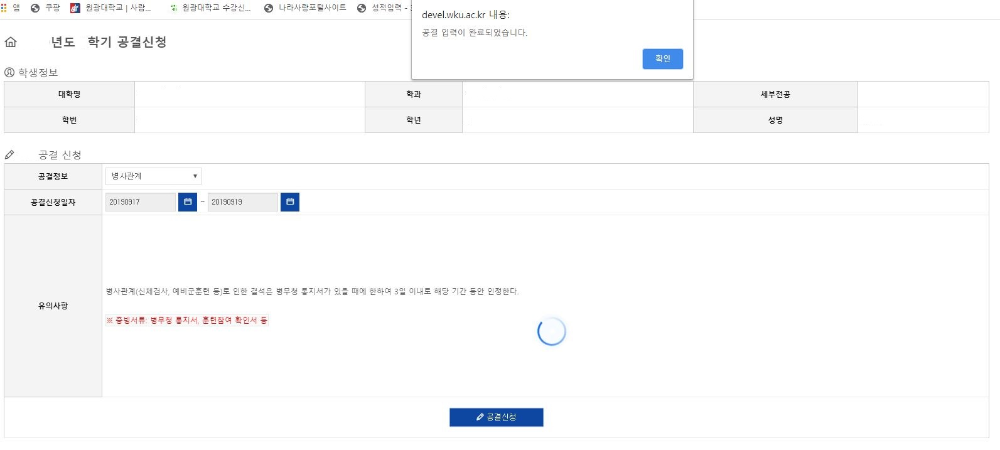 앱 쿠팡 원광대학교 | 사람... 원광대학교 수강신... 나라사랑포털사이트 성적입력 -
devel.wku.ac.kr 내용:
공결 입력이 완료되었습니다.
확인
년도 학기 공결신청
학생정보
대학명 학과 세부전공
학번 학년 성명
공결 신청
공결정보 병사관계
공결신청일자 20190917 ~ 20190919
유의사항
병사관계(신체검사, 예비군훈련 등)로 인한 결석은 병무청 통지서가 있을 때에 한하여 3일 이내로 해당 기간 동안 인정한다.
※ 증빙서류: 병무청 통지서, 훈련참여 확인서 등
공결신청